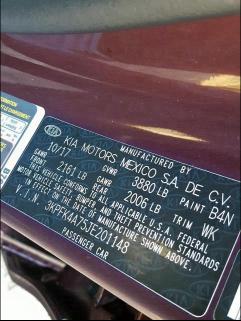 MANUFACTURED BY
KIA KIA MOTORS MEXICO S.A. DE C.V.
10/17 GVWR 3880 LB PAINT B4N
GAWR FRONT 2161 LB GAWR REAR 2006 LB TRIM WK
THIS VEHICLE CONFORMS TO ALL APPLICABLE U.S.A. FEDERAL
MOTOR VEHICLE SAFETY, BUMPER, AND THEFT PREVENTION STANDARDS
IN EFFECT ON THE DATE OF MANUFACTURE SHOWN ABOVE.
V.I.N. 3KPFK4A75JE201148
PASSENGER CAR